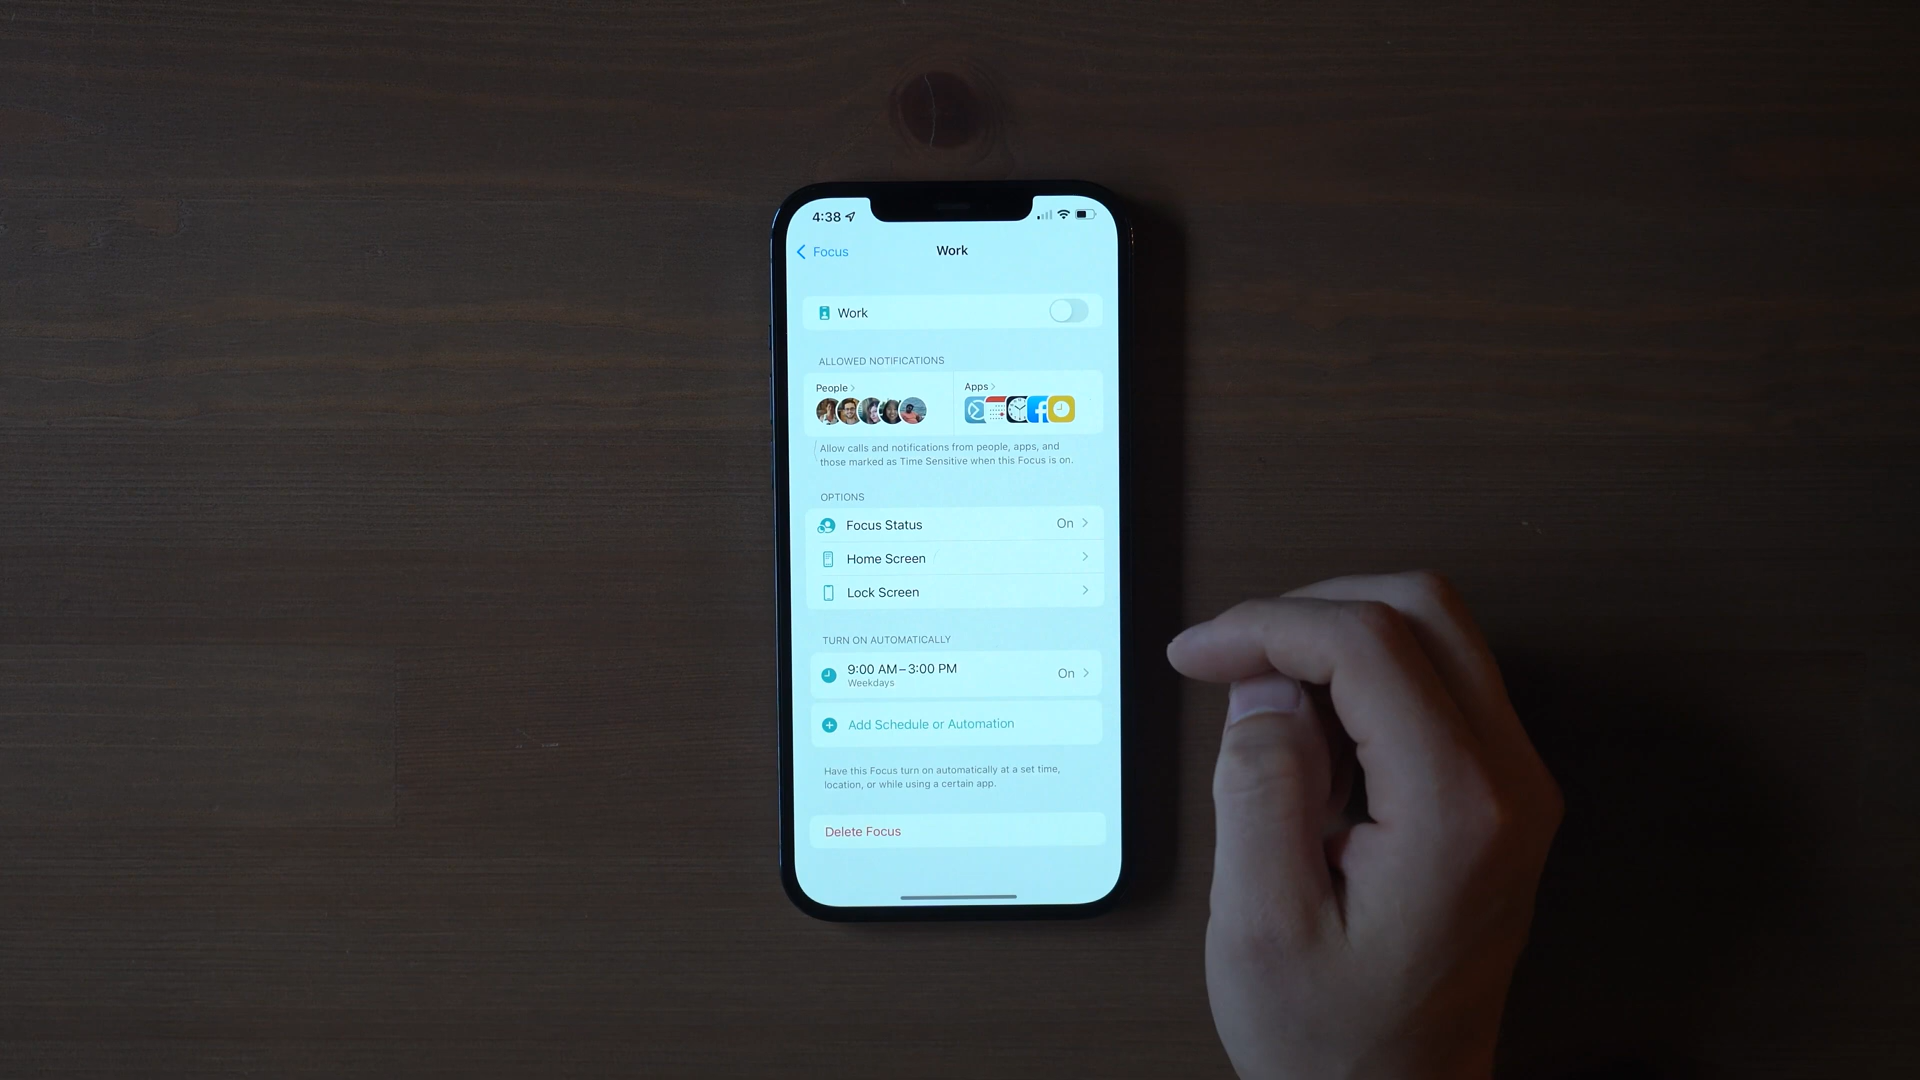 4:38
Focus
Work
Work
ALLOWED NOTIFICATIONS
People
Apps
Allow calls and notifications from people, apps, and
those marked as Time Sensitive when this Focus is on.
OPTIONS
Focus Status
On
Home Screen
Lock Screen
TURN ON AUTOMATICALLY
9:00 AM–3:00 PM
Weekdays
On
Add Schedule or Automation
Have this Focus turn on automatically at a set time,
location, or while using a certain app.
Delete Focus